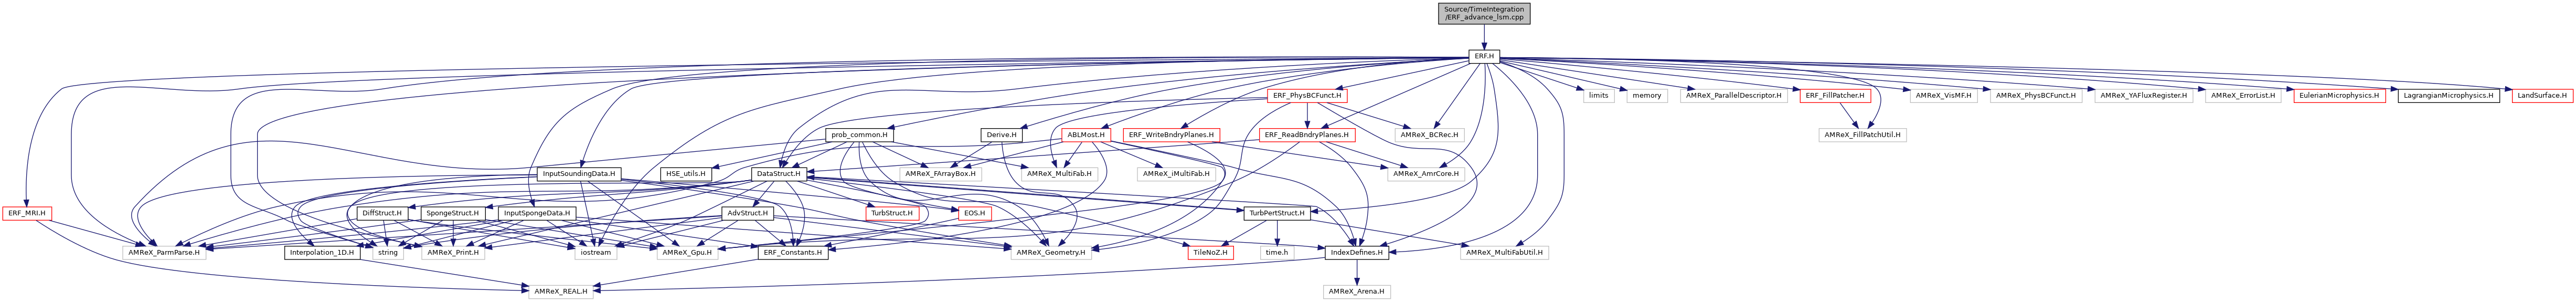 Source/TimeIntegration
/ERF_advance_lsm.cpp
ERF.H
ERF_PhysBCFunct.H
limits
memory
AMReX_ParallelDescriptor.H
ERF_FillPatcher.H
AMReX_VisMF.H
AMReX_PhysBCFunct.H
AMReX_YAFluxRegister.H
AMReX_ErrorList.H
EulerianMicrophysics.H
LagrangianMicrophysics.H
LandSurface.H
prob_common.H
Derive.H
ABLMost.H
ERF_WriteBndryPlanes.H
ERF_ReadBndryPlanes.H
AMReX_BCRec.H
AMReX_FillPatchUtil.H
InputSoundingData.H
HSE_utils.H
DataStruct.H
AMReX_FArrayBox.H
AMReX_MultiFab.H
AMReX_iMultiFab.H
AMReX_AmrCore.H
ERF_MRI.H
DiffStruct.H
SpongeStruct.H
InputSpongeData.H
AdvStruct.H
TurbStruct.H
EOS.H
TurbPertStruct.H
AMReX_ParmParse.H
Interpolation_1D.H
string
AMReX_Print.H
iostream
AMReX_Gpu.H
ERF_Constants.H
AMReX_Geometry.H
TileNoZ.H
time.h
IndexDefines.H
AMReX_MultiFabUtil.H
AMReX_REAL.H
AMReX_Arena.H